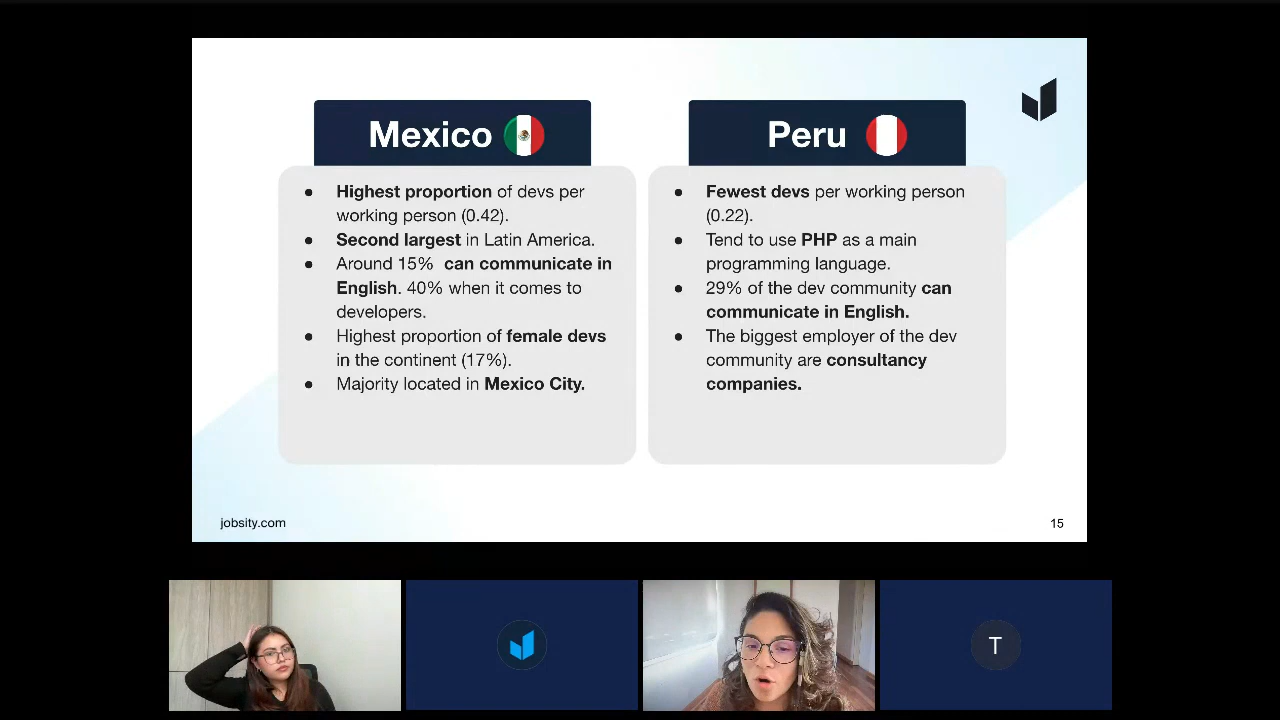 Mexico
● Highest proportion of devs per
working person (0.42).
● Second largest in Latin America.
● Around 15% can communicate in
English. 40% when it comes to
developers.
● Highest proportion of female devs
in the continent (17%).
● Majority located in Mexico City.
Peru
● Fewest devs per working person
(0.22).
● Tend to use PHP as a main
programming language.
● 29% of the dev community can
communicate in English.
● The biggest employer of the dev
community are consultancy
companies.
jobsity.com
15
T